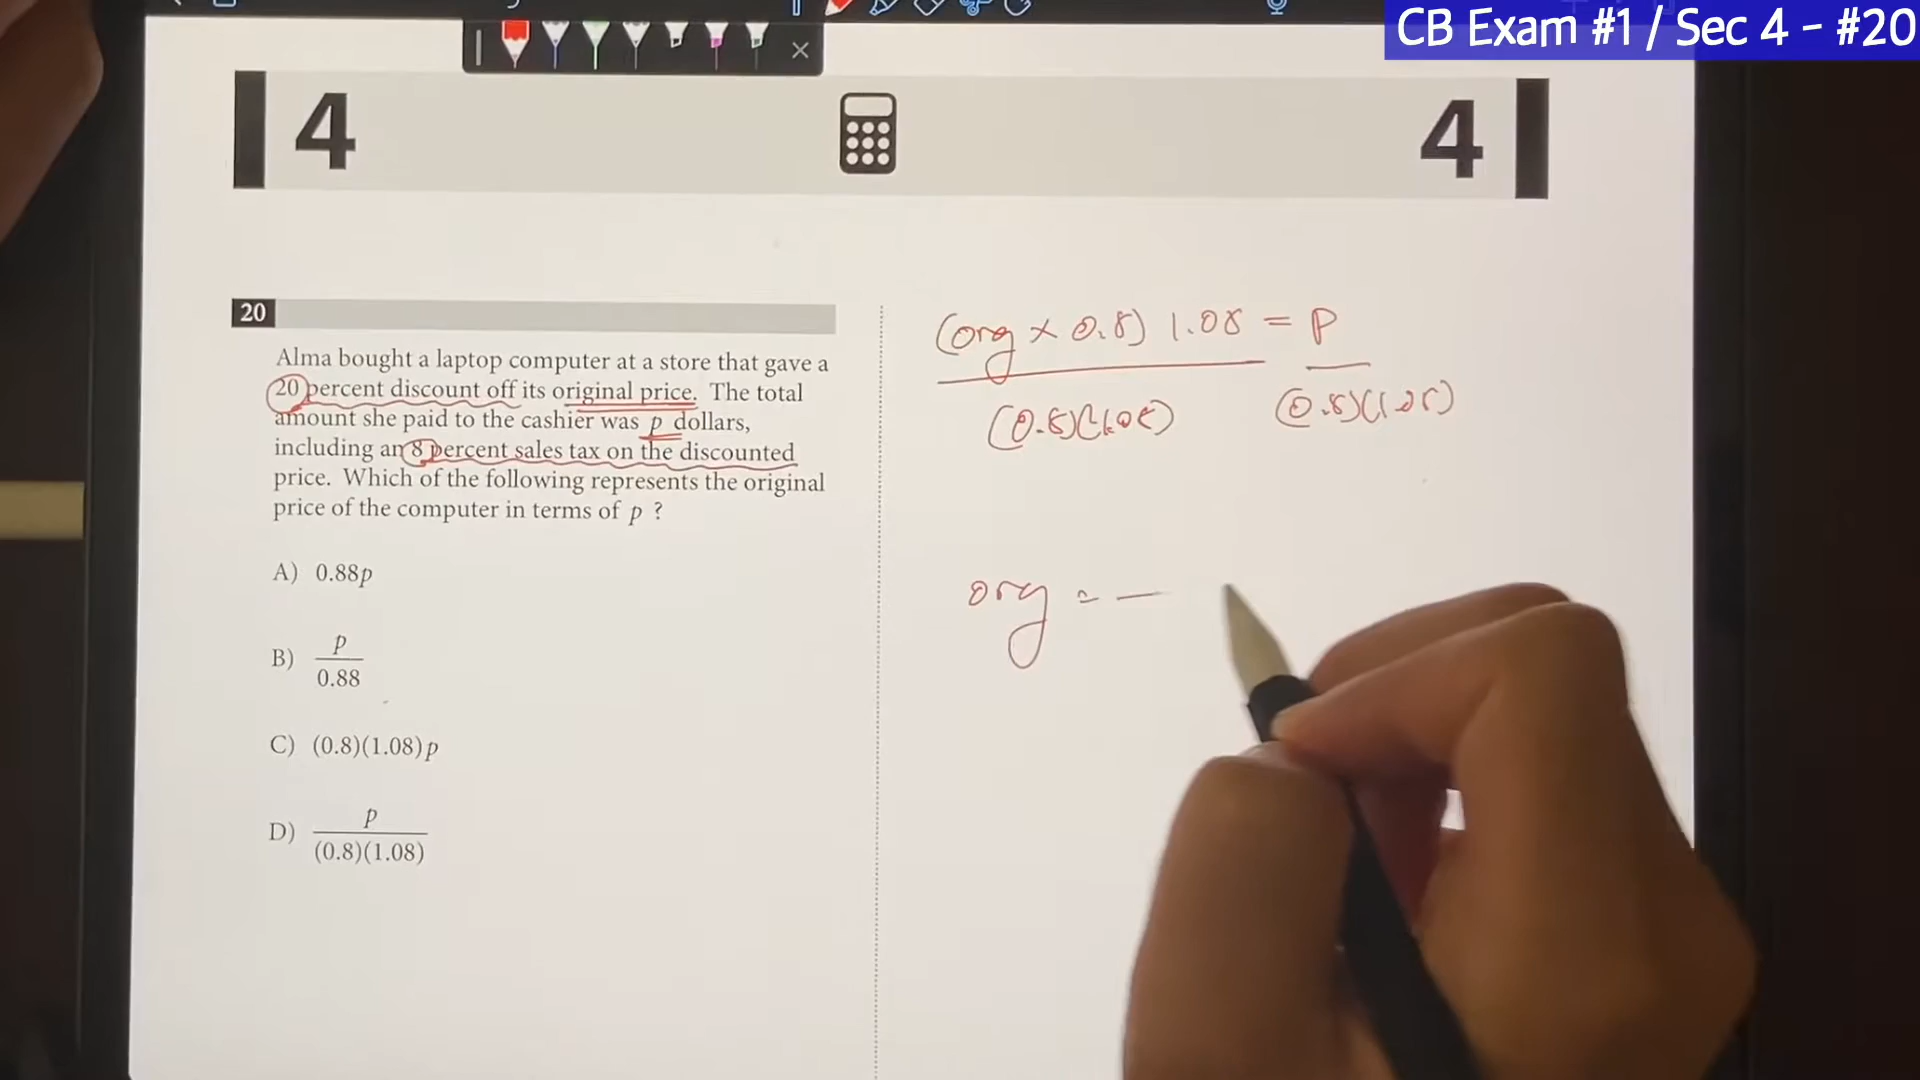 CB Exam #1 / Sec 4 - #20
4 4
20
Alma bought a laptop computer at a store that gave a
20 percent discount off its original price. The total
amount she paid to the cashier was p dollars,
including an 8 percent sales tax on the discounted
price. Which of the following represents the original
price of the computer in terms of p ?
A) 0.88p
B) p
0.88
C) (0.8)(1.08)p
D) p
(0.8)(1.08)
(org × 0.8) 1.08 = P
(0.8)(1.08) (0.8)(1.08)
org = —